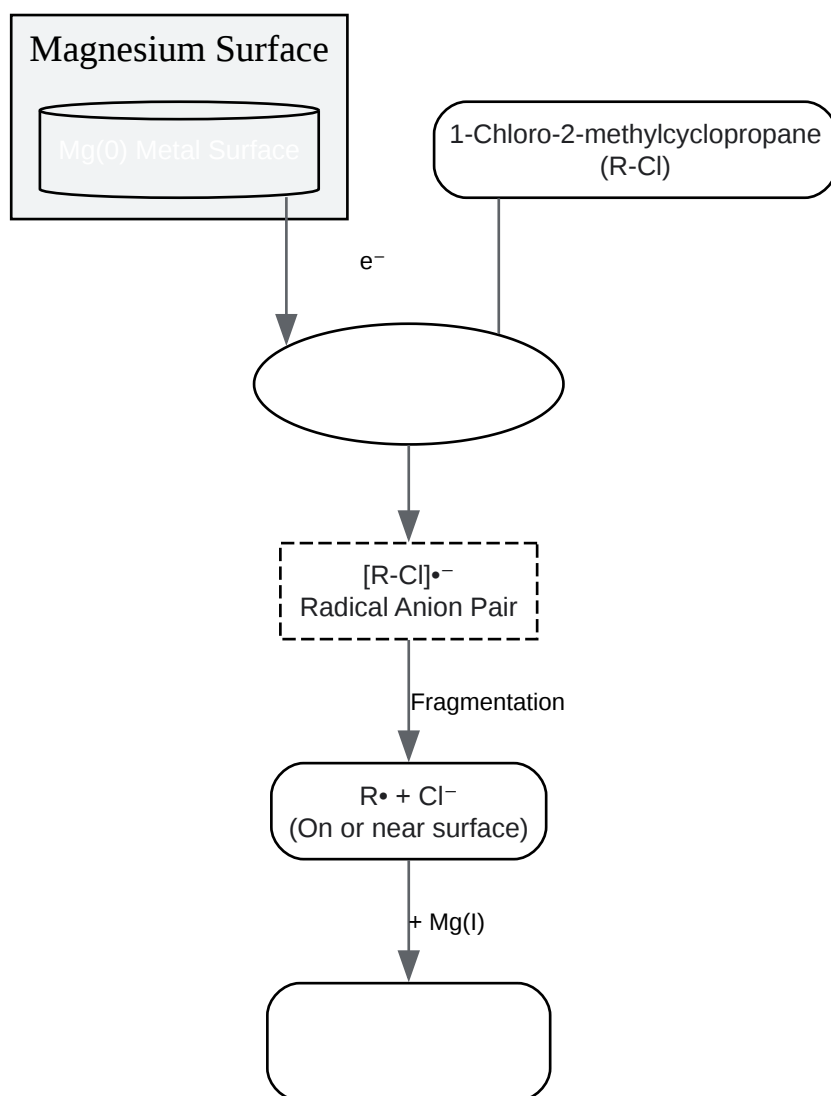 Magnesium Surface
Mg(0) Metal Surface
1-Chloro-2-methylcyclopropane
(R-Cl)
e⁻
[R-Cl]•⁻
Radical Anion Pair
Fragmentation
R• + Cl⁻
(On or near surface)
+ Mg(I)